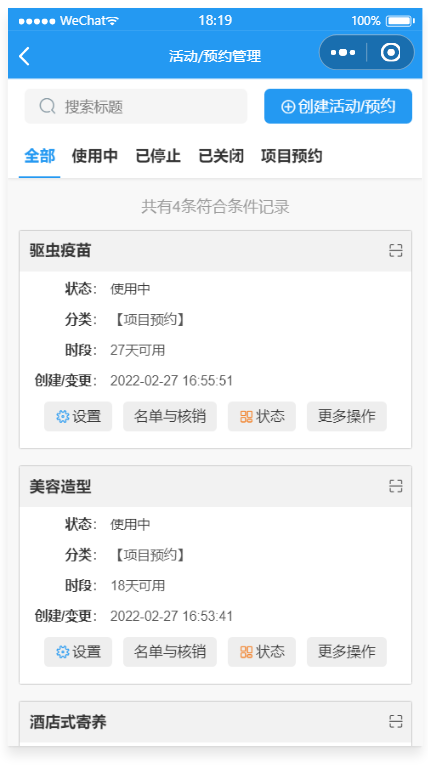 WeChat 18:19 100%
活动/预约管理
搜索标题 创建活动/预约
全部 使用中 已停止 已关闭 项目预约
共有4条符合条件记录
驱虫疫苗
状态： 使用中
分类： 【项目预约】
时段： 27天可用
创建/变更： 2022-02-27 16:55:51
设置 名单与核销 状态 更多操作
美容造型
状态： 使用中
分类： 【项目预约】
时段： 18天可用
创建/变更： 2022-02-27 16:53:41
设置 名单与核销 状态 更多操作
酒店式寄养